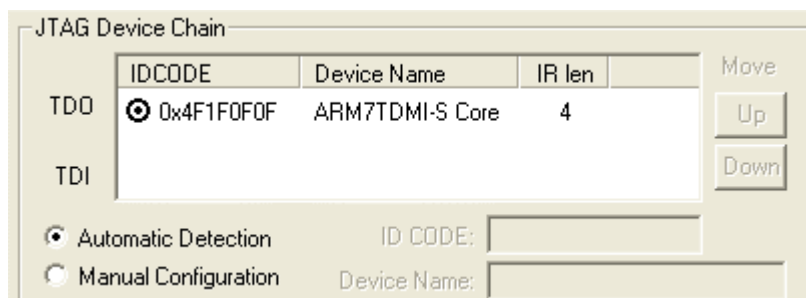 JTAG Device Chain
IDCODE Device Name IR len Move
TDO 0x4F1F0F0F ARM7TDMI-S Core 4 Up
TDI Down
Automatic Detection ID CODE:
Manual Configuration Device Name: